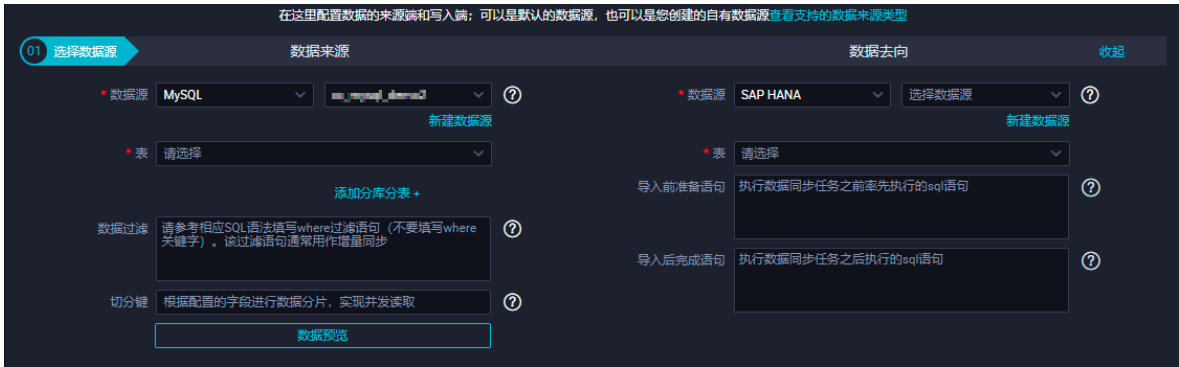 在这里配置数据的来源端和写入端；可以是默认的数据源，也可以是您创建的自有数据源查看支持的数据来源类型
01 选择数据源 数据来源 数据去向 收起
* 数据源 MySQL ? * 数据源 SAP HANA 选择数据源 ?
新建数据源 新建数据源
* 表 请选择 * 表 请选择
添加分库分表 + 导入前准备语句 执行数据同步任务之前率先执行的sql语句 ?
数据过滤 请参考相应SQL语法填写where过滤语句（不要填写where ?
关键字）。该过滤语句通常用作增量同步
导入后完成语句 执行数据同步任务之后执行的sql语句 ?
切分键 根据配置的字段进行数据分片，实现并发读取 ?
数据预览